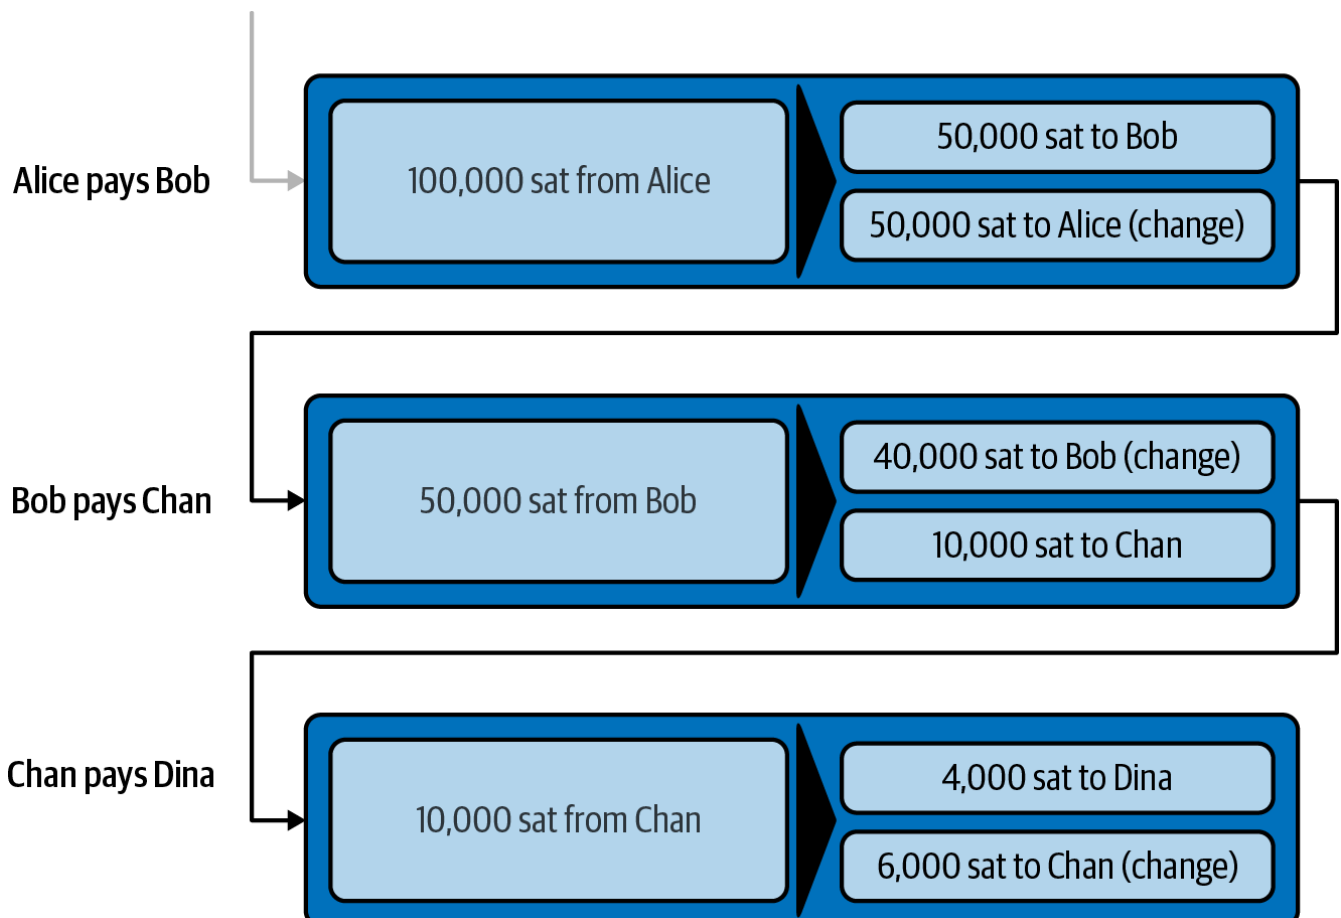 Alice pays Bob
100,000 sat from Alice
50,000 sat to Bob
50,000 sat to Alice (change)
Bob pays Chan
50,000 sat from Bob
40,000 sat to Bob (change)
10,000 sat to Chan
Chan pays Dina
10,000 sat from Chan
4,000 sat to Dina
6,000 sat to Chan (change)